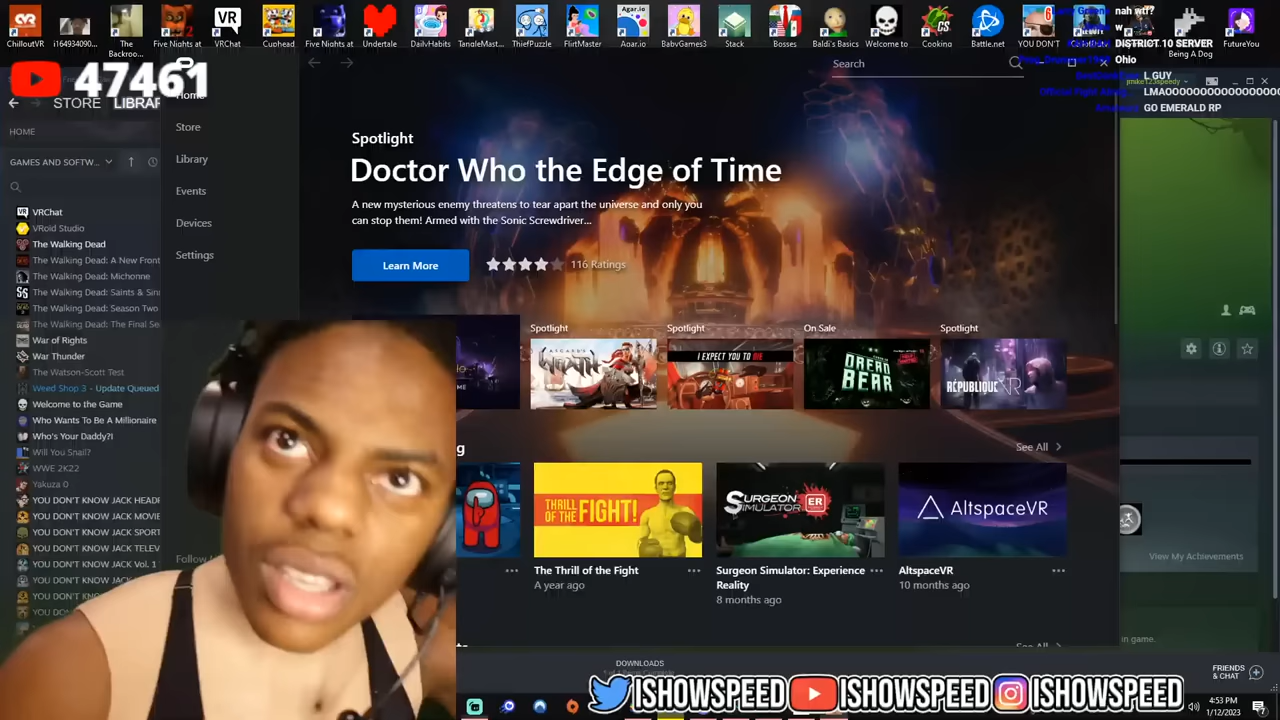 ChilloutVR
i164934090...
The Backroo...
Five Nights at
VRChat
Cuphead
Five Nights at
Undertale
DailyHabits
TangleMast...
ThiefPuzzle
FlirtMaster
Agar.io
BabyGames3
Stack
Bosses
Baldi's Basics
Welcome to
Cooking
Battle.net
YOU DON'T
Being A Dog
FutureYou
nah wtf?
w
DISTRICT 10 SERVER
Ohio
L GUY
LMAOOOOOOOOOOOOOOO
GO EMERALD RP
47461
STORE LIBRAR
HOME
GAMES AND SOFTW...
VRChat
VRoid Studio
The Walking Dead
The Walking Dead: A New Front
The Walking Dead: Michonne
The Walking Dead: Saints & Sin
The Walking Dead: Season Two
The Walking Dead: The Final Se
War of Rights
War Thunder
The Watson-Scott Test
Weed Shop 3 - Update Queued
Welcome to the Game
Who Wants To Be A Millionaire
Who's Your Daddy?!
Will You Snail?
WWE 2K22
Yakuza 0
YOU DON'T KNOW JACK HEADR
YOU DON'T KNOW JACK MOVIE
YOU DON'T KNOW JACK SPORT
YOU DON'T KNOW JACK TELEV
YOU DON'T KNOW JACK Vol. 1
Home
Store
Library
Events
Devices
Settings
Search
Spotlight
Doctor Who the Edge of Time
A new mysterious enemy threatens to tear apart the universe and only you
can stop them! Armed with the Sonic Screwdriver...
Learn More
116 Ratings
Spotlight
Spotlight
On Sale
Spotlight
ASGARD'S WRATH
I EXPECT YOU TO DIE
DREAD BEAR
RÉPUBLIQUE VR
See All
THRILL OF THE FIGHT!
SURGEON SIMULATOR ER
ALTSPACEVR
The Thrill of the Fight
A year ago
Surgeon Simulator: Experience
Reality
8 months ago
AltspaceVR
10 months ago
See All
View My Achievements
in game.
DOWNLOADS
FRIENDS
& CHAT
ISHOWSPEED
ISHOWSPEED
ISHOWSPEED
4:53 PM
1/12/2023